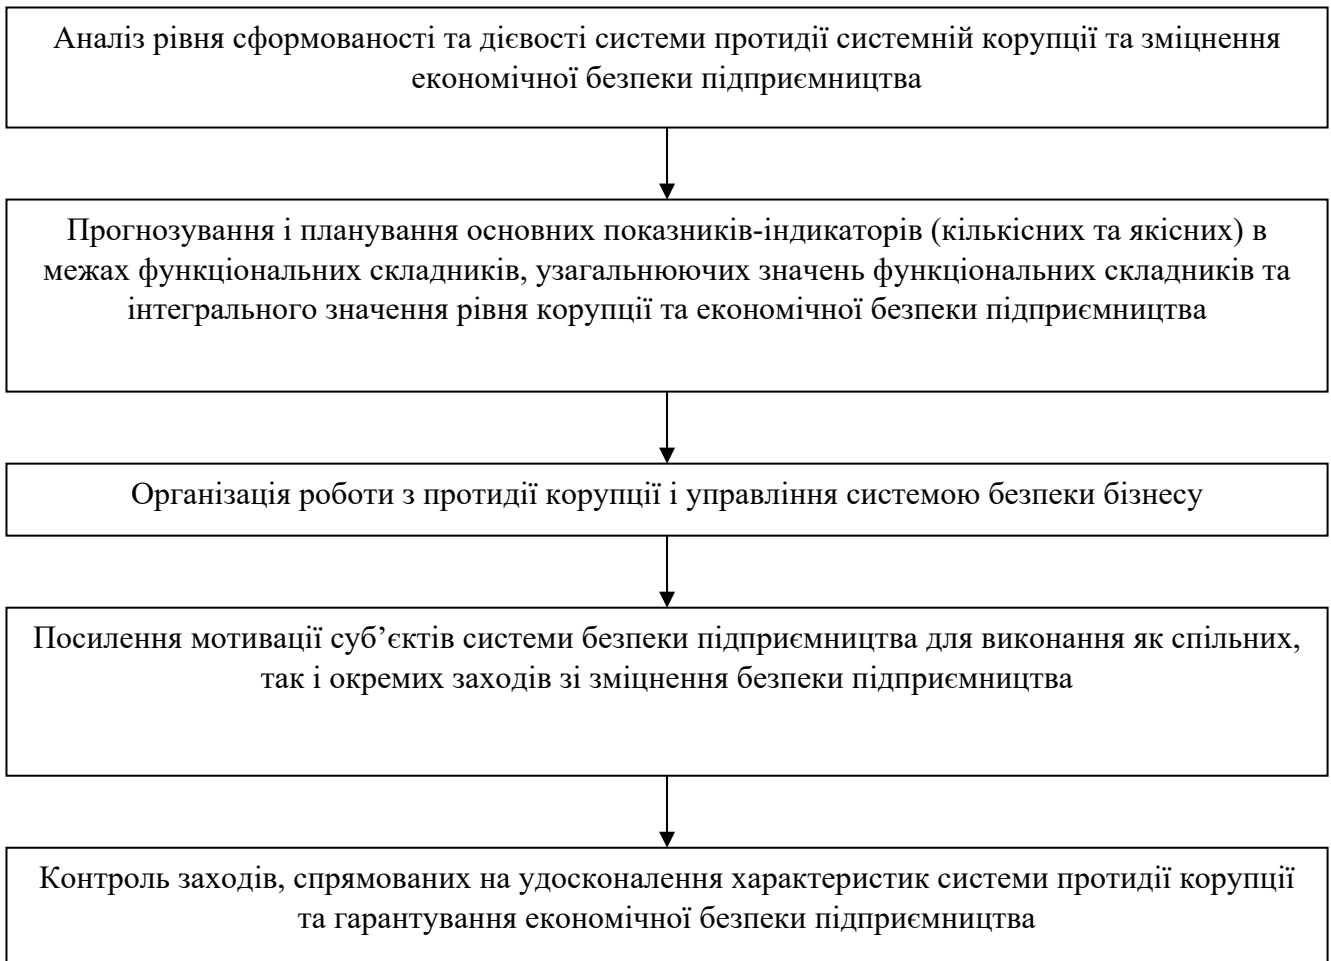 Аналіз рівня сформованості та дієвості системи протидії системній корупції та зміцнення
економічної безпеки підприємництва
Прогнозування і планування основних показників-індикаторів (кількісних та якісних) в
межах функціональних складників, узагальнюючих значень функціональних складників та
інтегрального значення рівня корупції та економічної безпеки підприємництва
Організація роботи з протидії корупції і управління системою безпеки бізнесу
Посилення мотивації суб’єктів системи безпеки підприємництва для виконання як спільних,
так і окремих заходів зі зміцнення безпеки підприємництва
Контроль заходів, спрямованих на удосконалення характеристик системи протидії корупції
та гарантування економічної безпеки підприємництва